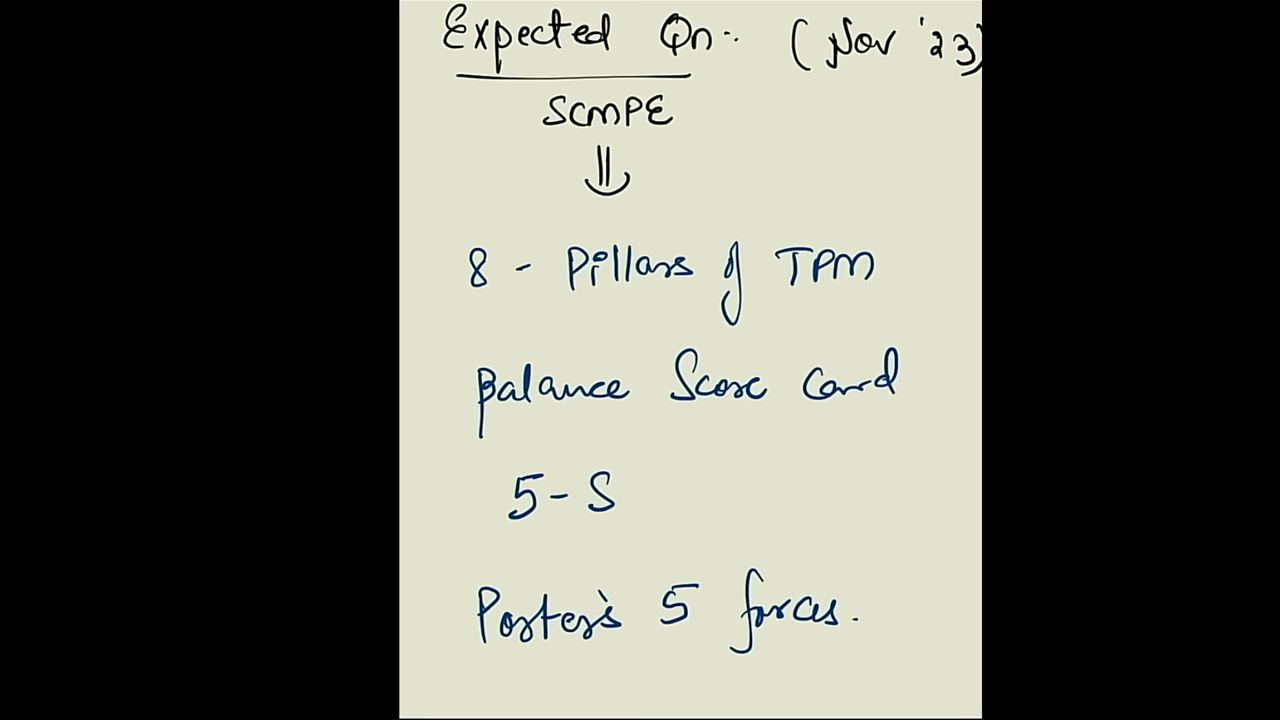 Expected Qn.. (Nov '23)
SCMPE
8 - Pillars of TPM
Balance Score Card
5 - S
Porter's 5 forces.